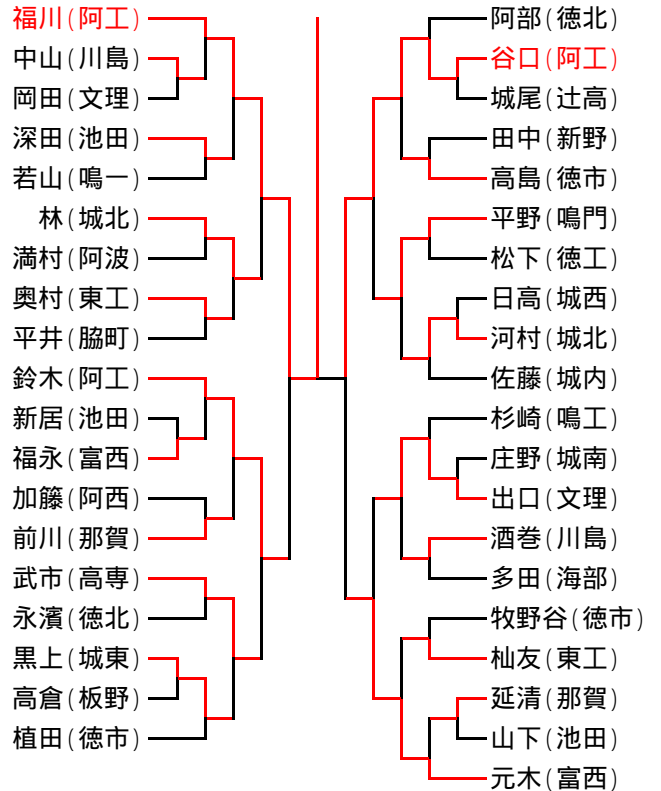 福川(阿工)
中山(川島)
岡田(文理)
深田(池田)
若山(鳴一)
林(城北)
満村(阿波)
奥村(東工)
平井(脇町)
鈴木(阿工)
新居(池田)
福永(富西)
加籐(阿西)
前川(那賀)
武市(高専)
永濱(徳北)
黒上(城東)
高倉(板野)
植田(徳市)
阿部(徳北)
谷口(阿工)
城尾(辻高)
田中(新野)
高島(徳市)
平野(鳴門)
松下(徳工)
日高(城西)
河村(城北)
佐藤(城内)
杉崎(鳴工)
庄野(城南)
出口(文理)
酒巻(川島)
多田(海部)
牧野谷(徳市)
杣友(東工)
延清(那賀)
山下(池田)
元木(富西)